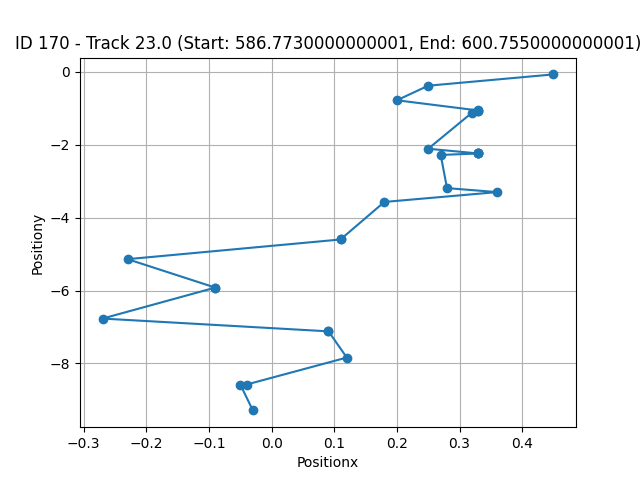 ID 170 - Track 23.0 (Start: 586.7730000000001, End: 600.7550000000001)
0
−2
−4
−6
−8
Positiony
−0.3 −0.2 −0.1 0.0 0.1 0.2 0.3 0.4
Positionx